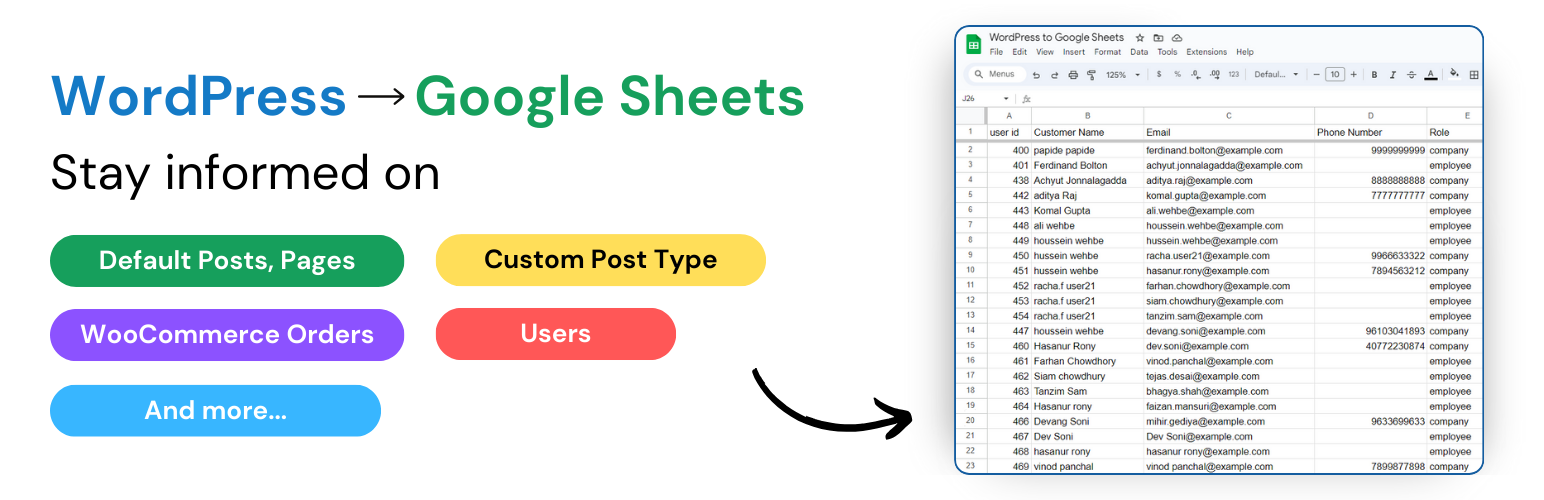 WordPress → Google Sheets
Stay informed on
Default Posts, Pages
Custom Post Type
WooCommerce Orders
Users
And more...
WordPress to Google Sheets
File Edit View Insert Format Data Tools Extensions Help
Menus 125% $ % .0 .00 123 Defaul... − 10 + B I S A
J26 fx
A B C D E
1 user id Customer Name Email Phone Number Role
2 400 papide papide ferdinand.bolton@example.com 9999999999 company
3 401 Ferdinand Bolton achyut.jonnalagadda@example.com employee
4 438 Achyut Jonnalagadda aditya.raj@example.com 8888888888 company
5 442 aditya Raj komal.gupta@example.com 7777777777 company
6 443 Komal Gupta ali.wehbe@example.com employee
7 448 ali wehbe houssein.wehbe@example.com employee
8 449 houssein wehbe hussein.wehbe@example.com employee
9 450 hussein wehbe racha.user21@example.com 9966633322 company
10 451 hussein wehbe hasanur.rony@example.com 7894563212 company
11 452 racha.f user21 farhan.chowdhory@example.com employee
12 453 racha.f user21 siam.chowdhury@example.com employee
13 454 racha.f user21 tanzim.sam@example.com employee
14 447 houssein wehbe devang.soni@example.com 96103041893 company
15 460 Hasanur Rony dev.soni@example.com 40772230874 company
16 461 Farhan Chowdhory vinod.panchal@example.com employee
17 462 Siam chowdhury tejas.desai@example.com employee
18 463 Tanzim Sam bhagya.shah@example.com employee
19 464 Hasanur rony faizan.mansuri@example.com employee
20 466 Devang Soni mihir.gediya@example.com 9633699633 company
21 467 Dev Soni Dev Soni@example.com employee
22 468 hasanur rony hasanur rony@example.com employee
23 469 vinod panchal vinod panchal@example.com 7899877898 company